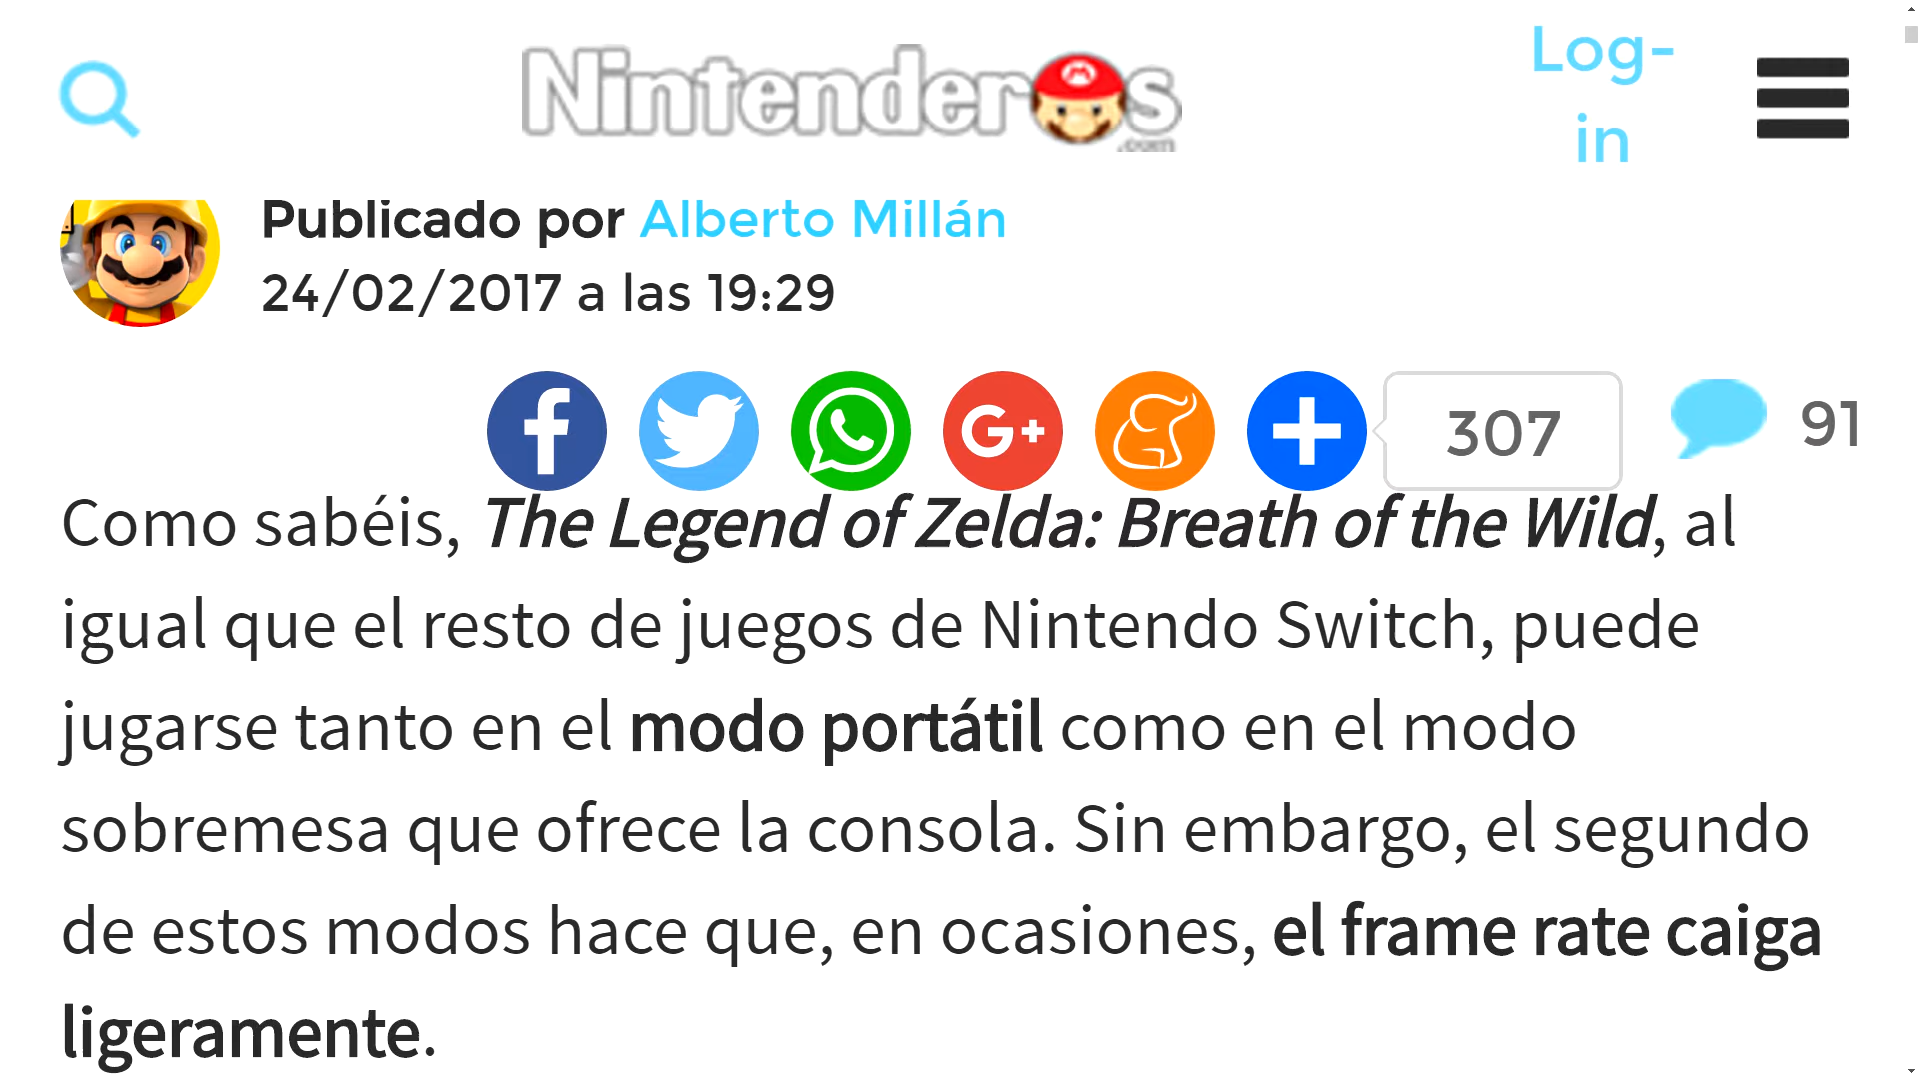 Nintenderos
.com
Log-
in
Publicado por Alberto Millán
24/02/2017 a las 19:29
307
91
Como sabéis, The Legend of Zelda: Breath of the Wild, al
igual que el resto de juegos de Nintendo Switch, puede
jugarse tanto en el modo portátil como en el modo
sobremesa que ofrece la consola. Sin embargo, el segundo
de estos modos hace que, en ocasiones, el frame rate caiga
ligeramente.